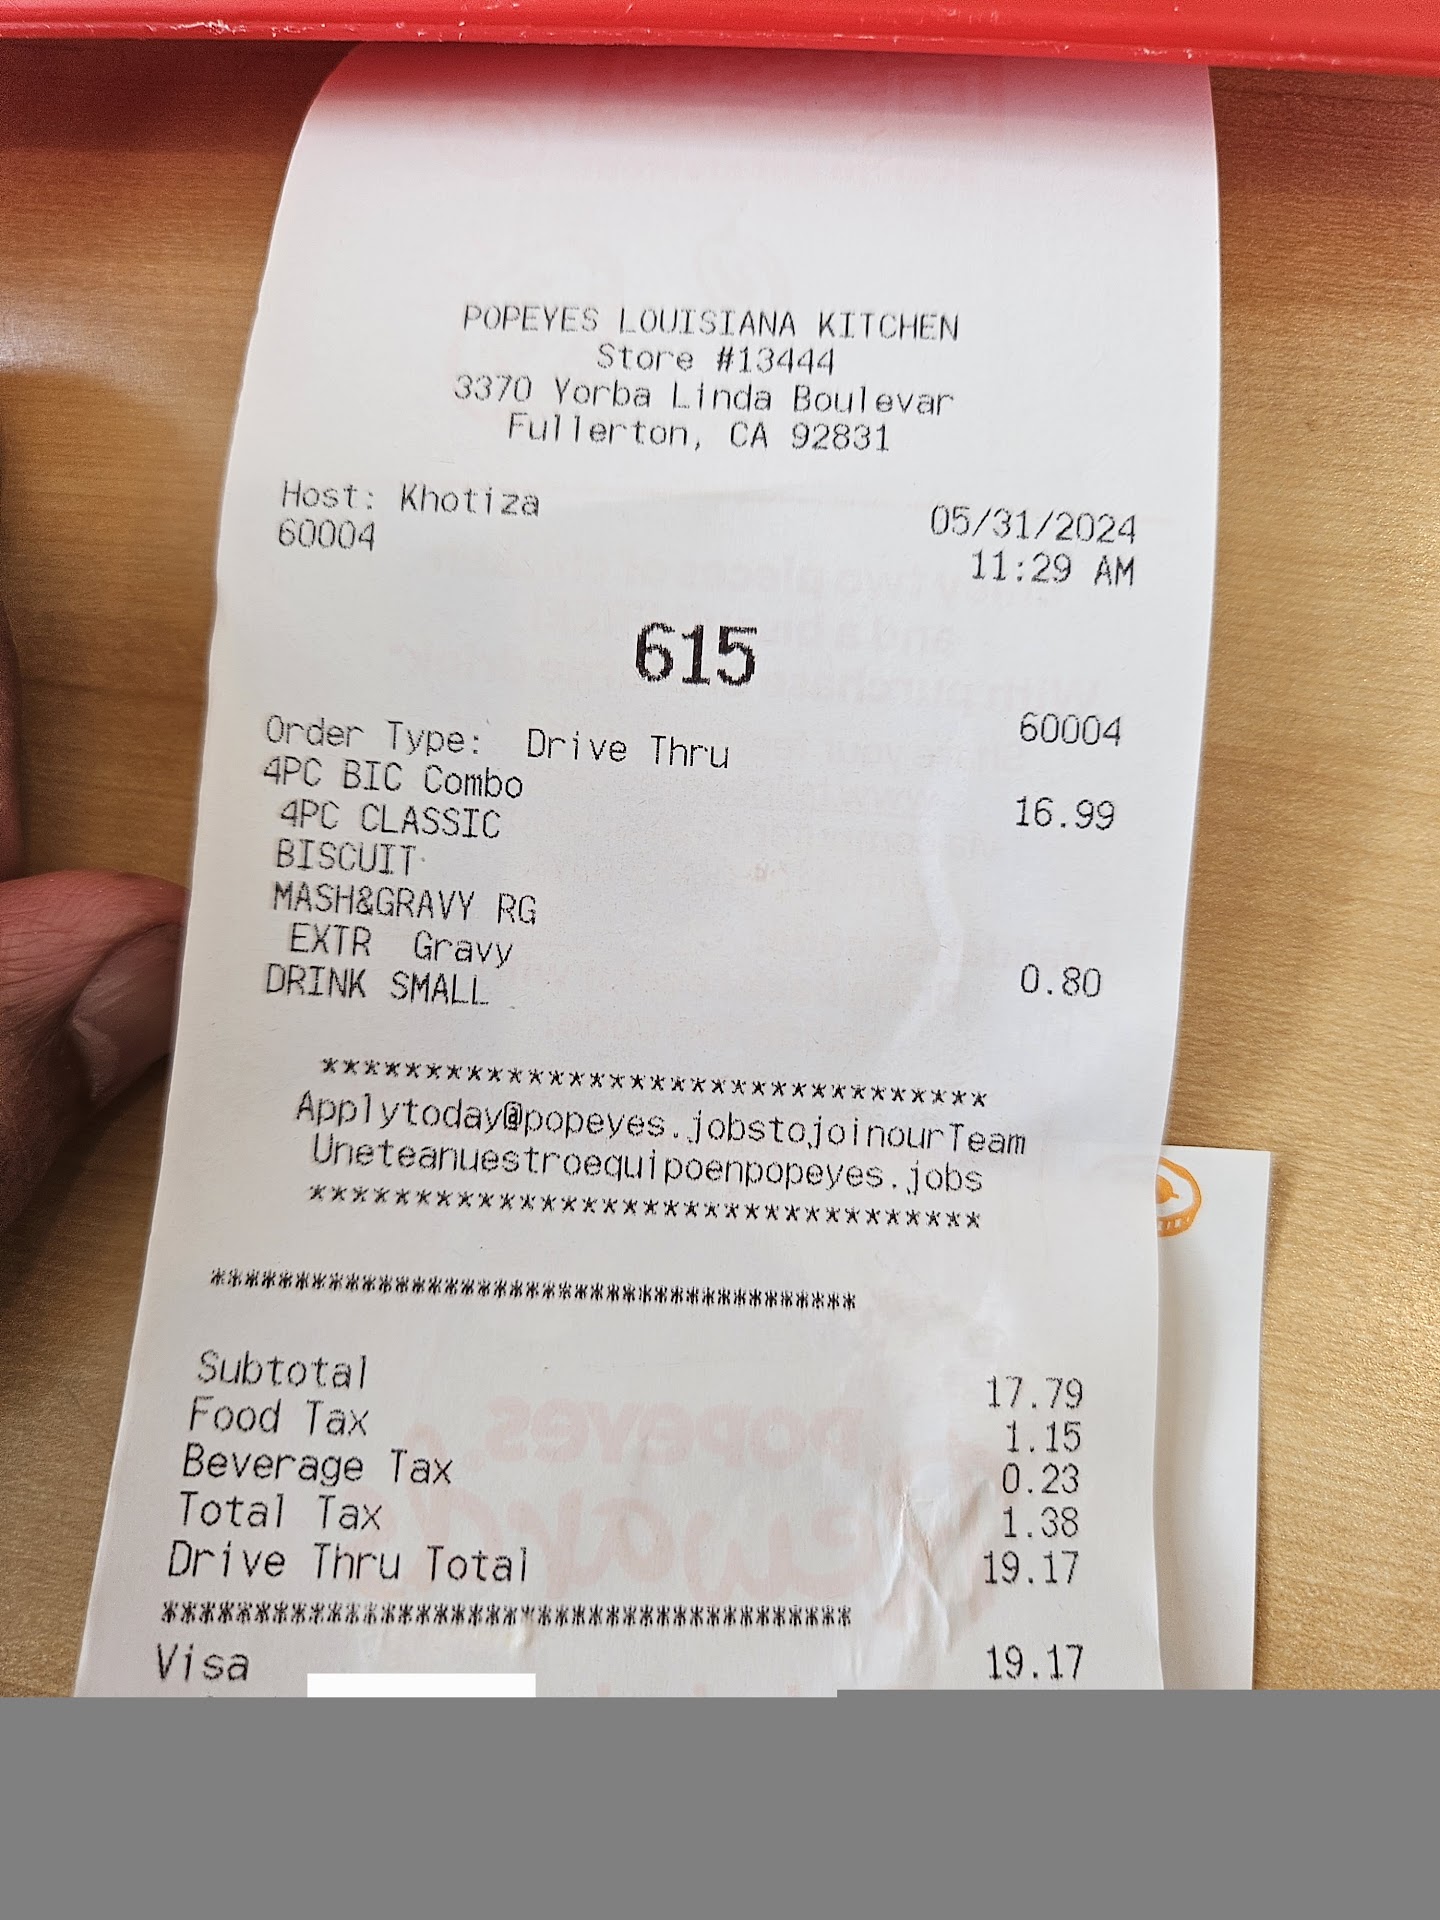 POPEYES LOUISIANA KITCHEN
Store #13444
3370 Yorba Linda Boulevar
Fullerton, CA 92831
Host: Khotiza 05/31/2024
60004 11:29 AM
615
60004
Order Type: Drive Thru
4PC BIC Combo 16.99
4PC CLASSIC
BISCUIT
MASH&GRAVY RG
EXTR Gravy 0.80
DRINK SMALL
*********************************
Applytoday@popeyes.jobstojoinourTeam
Uneteanuestroequipoenpopeyes.jobs
*********************************
***************************************
Subtotal 17.79
Food Tax 1.15
Beverage Tax 0.23
Total Tax 1.38
Drive Thru Total 19.17
***************************************
Visa 19.17